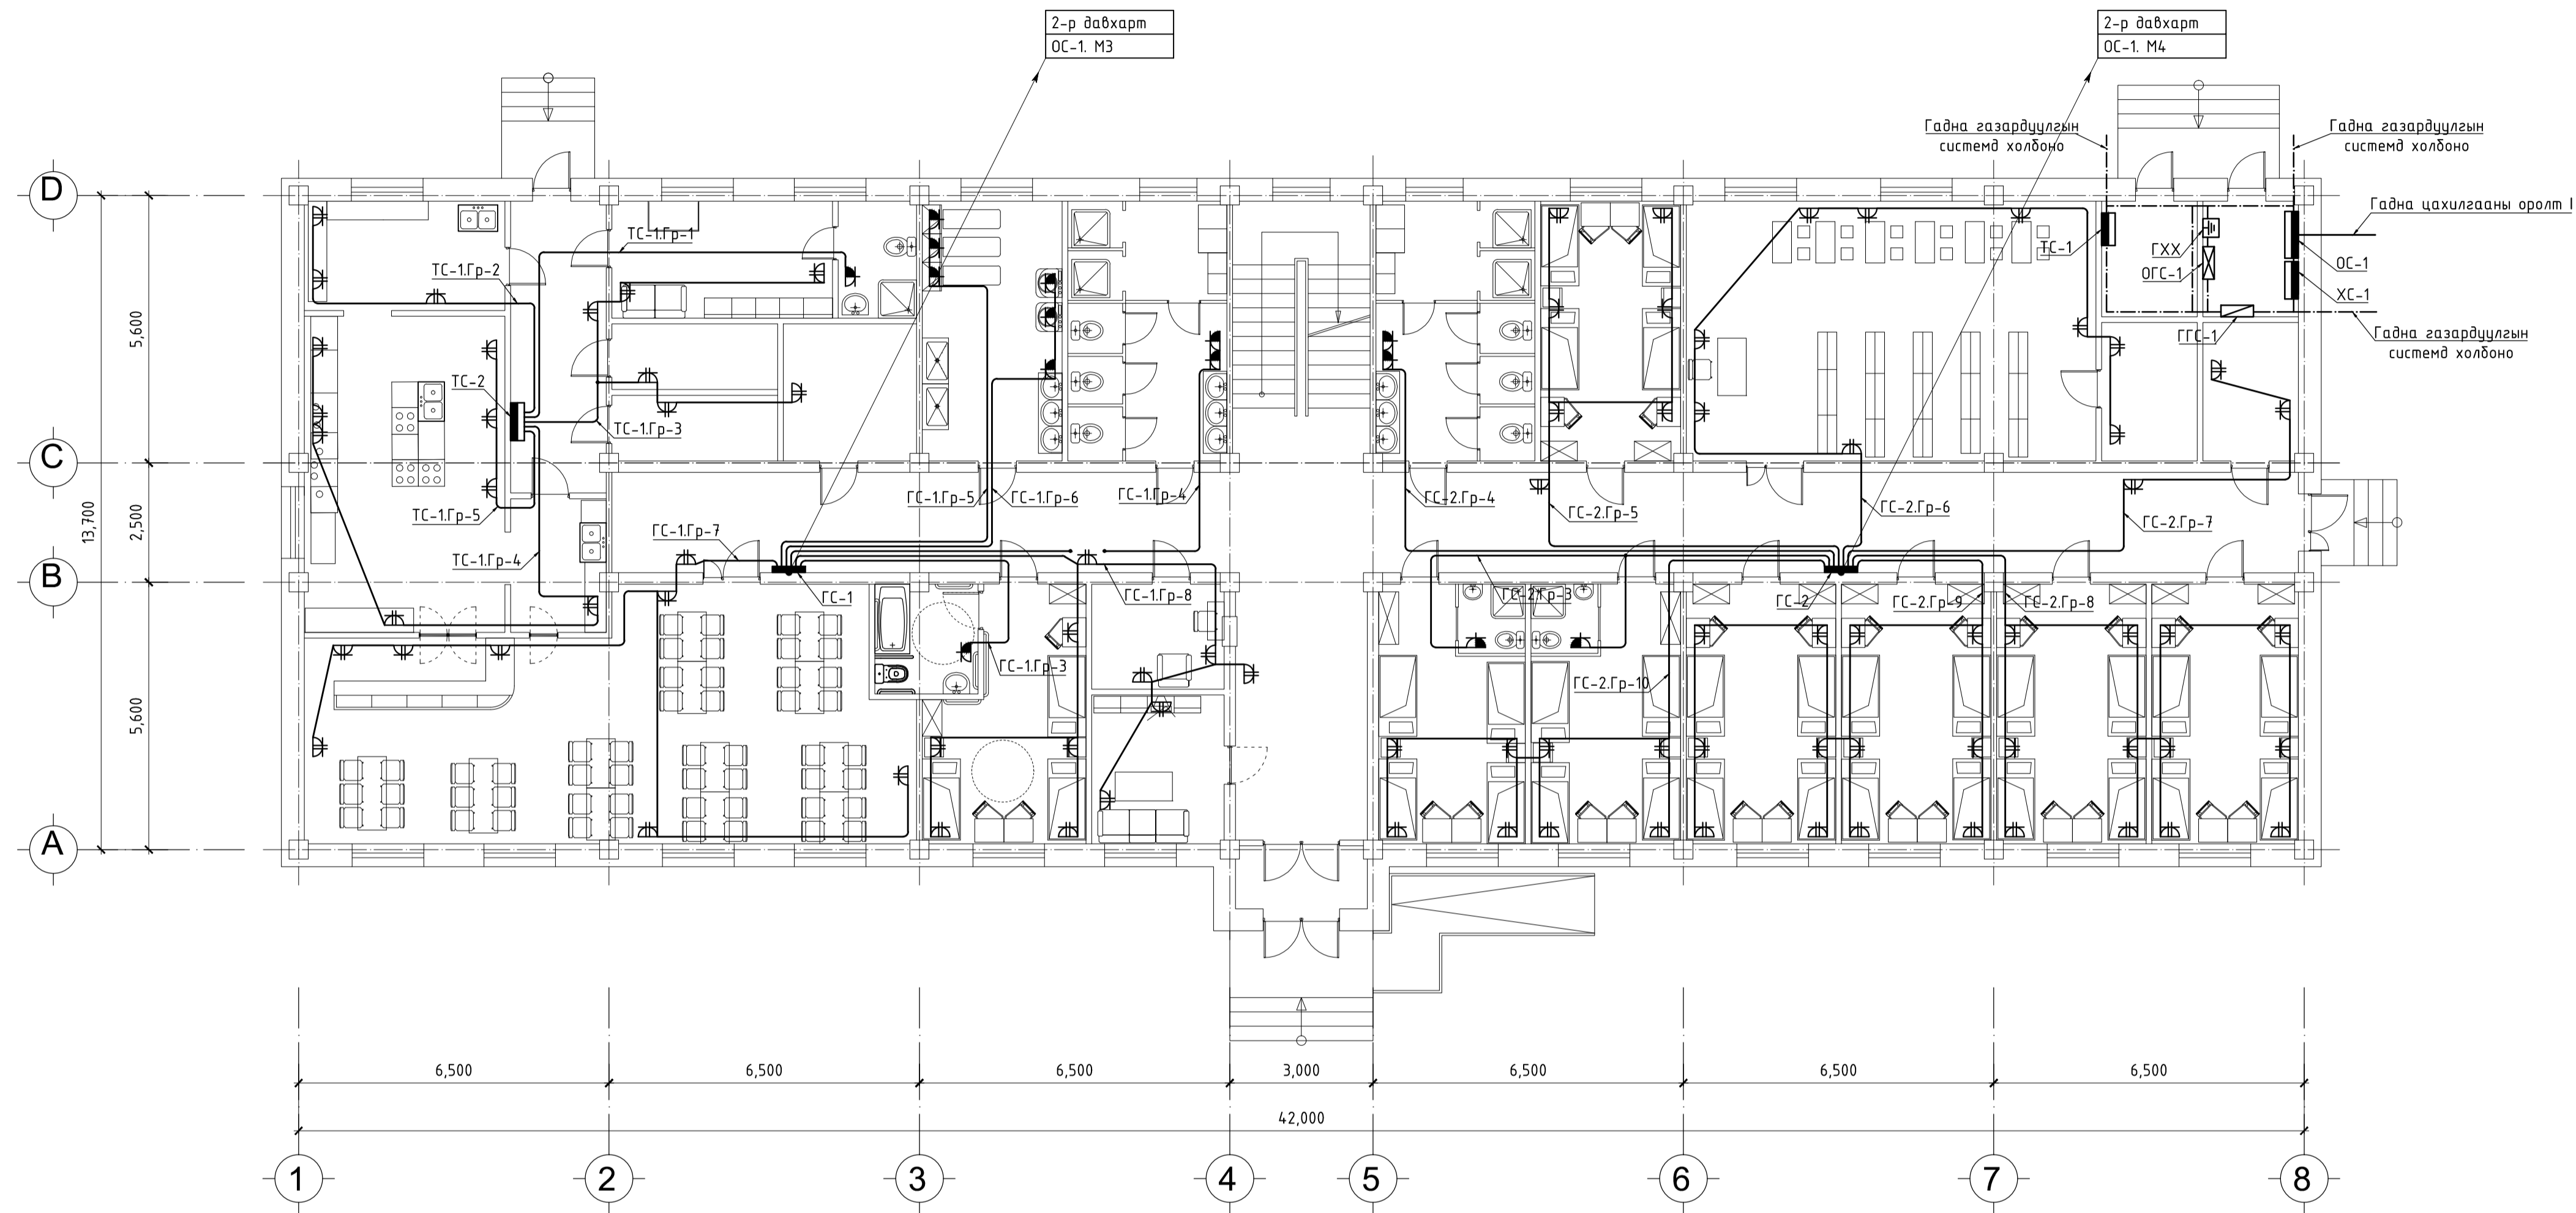 2-р давхарт
ОС-1. М3
2-р давхарт
ОС-1. М4
Гадна газардуулгын
системд холбоно
Гадна газардуулгын
системд холбоно
D
Гадна цахилгааны оролт I
ТС-1.Гр-1
ТС-1
ГХХ
ОГС-1
ОС-1
ТС-1.Гр-2
ХС-1
5,600
ГГС-1
Гадна газардуулгын
системд холбоно
ТС-2
ТС-1.Гр-3
C
ГС-1.Гр-5
ГС-1.Гр-6
ГС-1.Гр-4
ГС-2.Гр-4
ГС-2.Гр-5
ГС-2.Гр-6
ГС-2.Гр-7
13,700
2,500
ТС-1.Гр-5
ГС-1.Гр-7
ТС-1.Гр-4
B
ГС-1
ГС-1.Гр-8
ГС-2.Гр-3
ГС-2
ГС-2.Гр-9
ГС-2.Гр-8
ГС-1.Гр-3
ГС-2.Гр-10
5,600
A
6,500
6,500
6,500
3,000
6,500
6,500
6,500
42,000
1
2
3
4
5
6
7
8